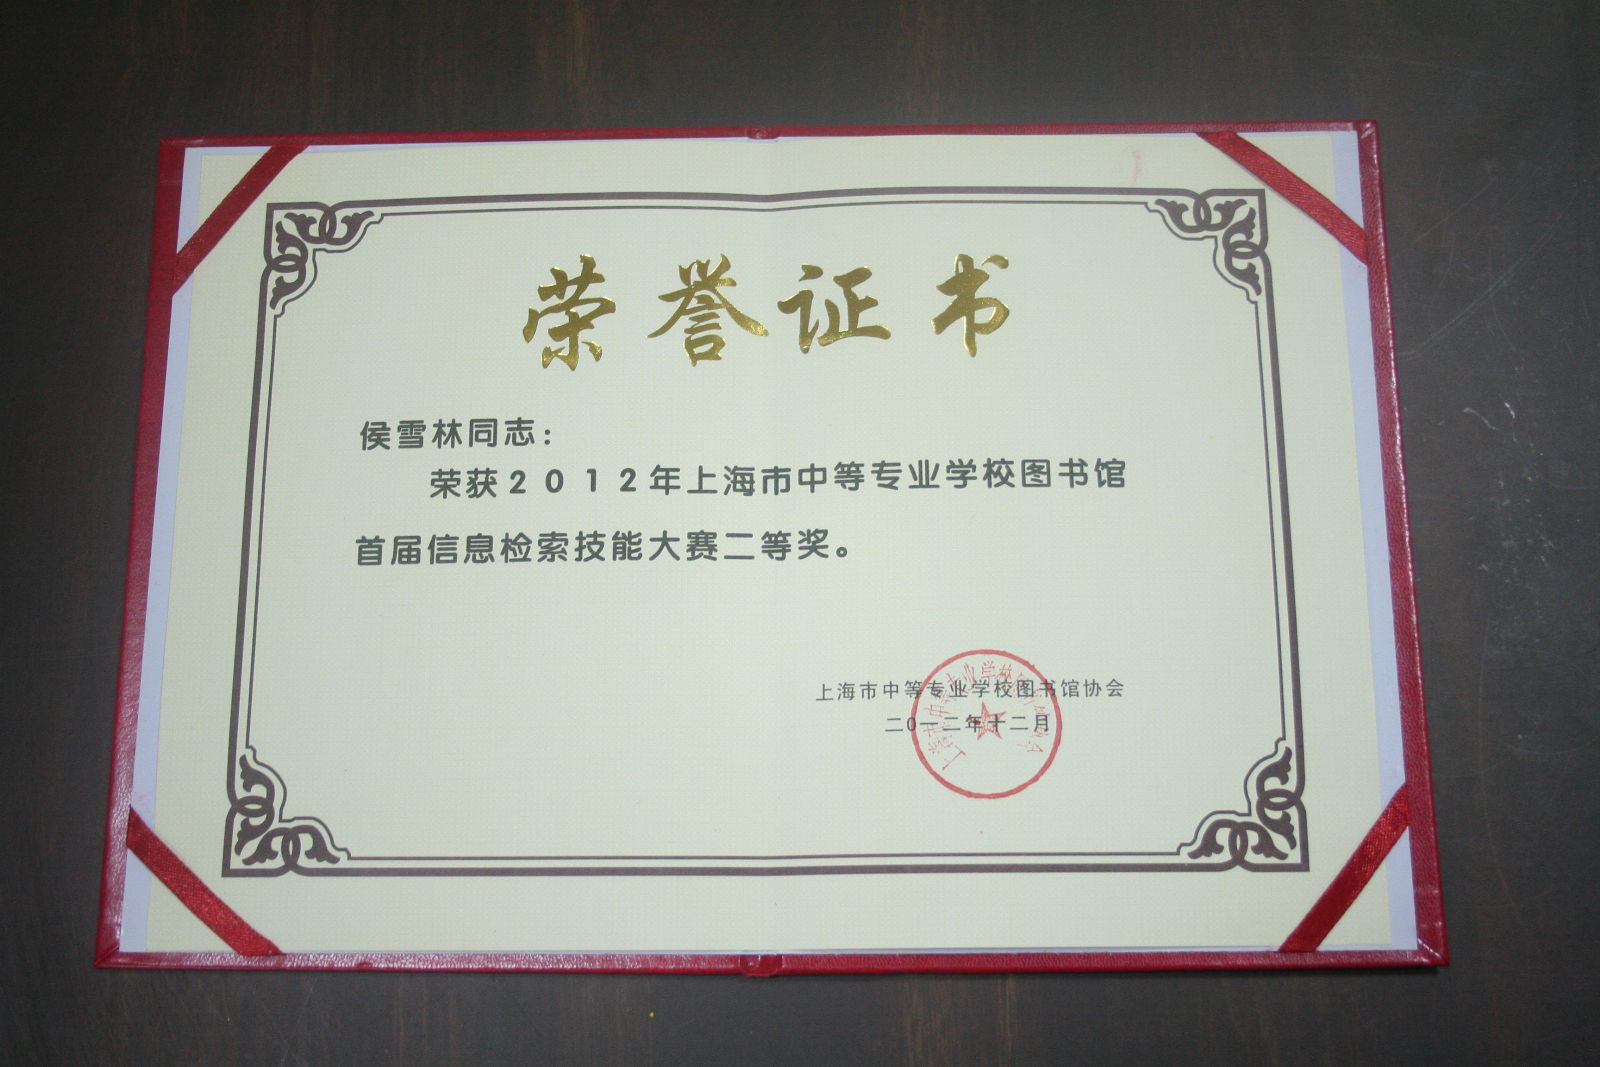 荣誉证书
侯雪林同志：
荣获2012年上海市中等专业学校图书馆
首届信息检索技能大赛二等奖。
上海市中等专业学校图书馆协会
二0一二年十二月